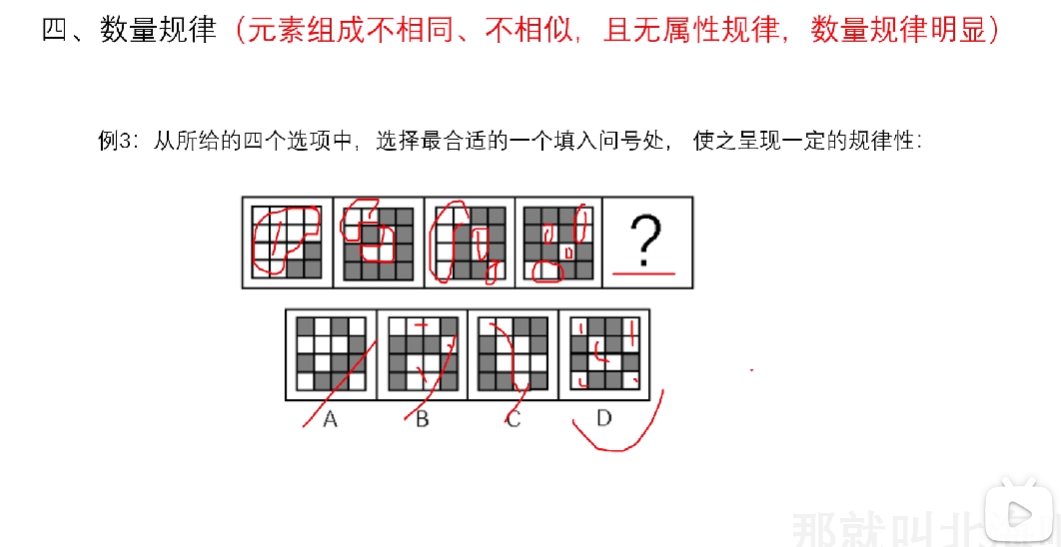 四、数量规律（元素组成不相同、不相似，且无属性规律，数量规律明显）
例3：从所给的四个选项中，选择最合适的一个填入问号处， 使之呈现一定的规律性：
?
A B C D
那就叫北